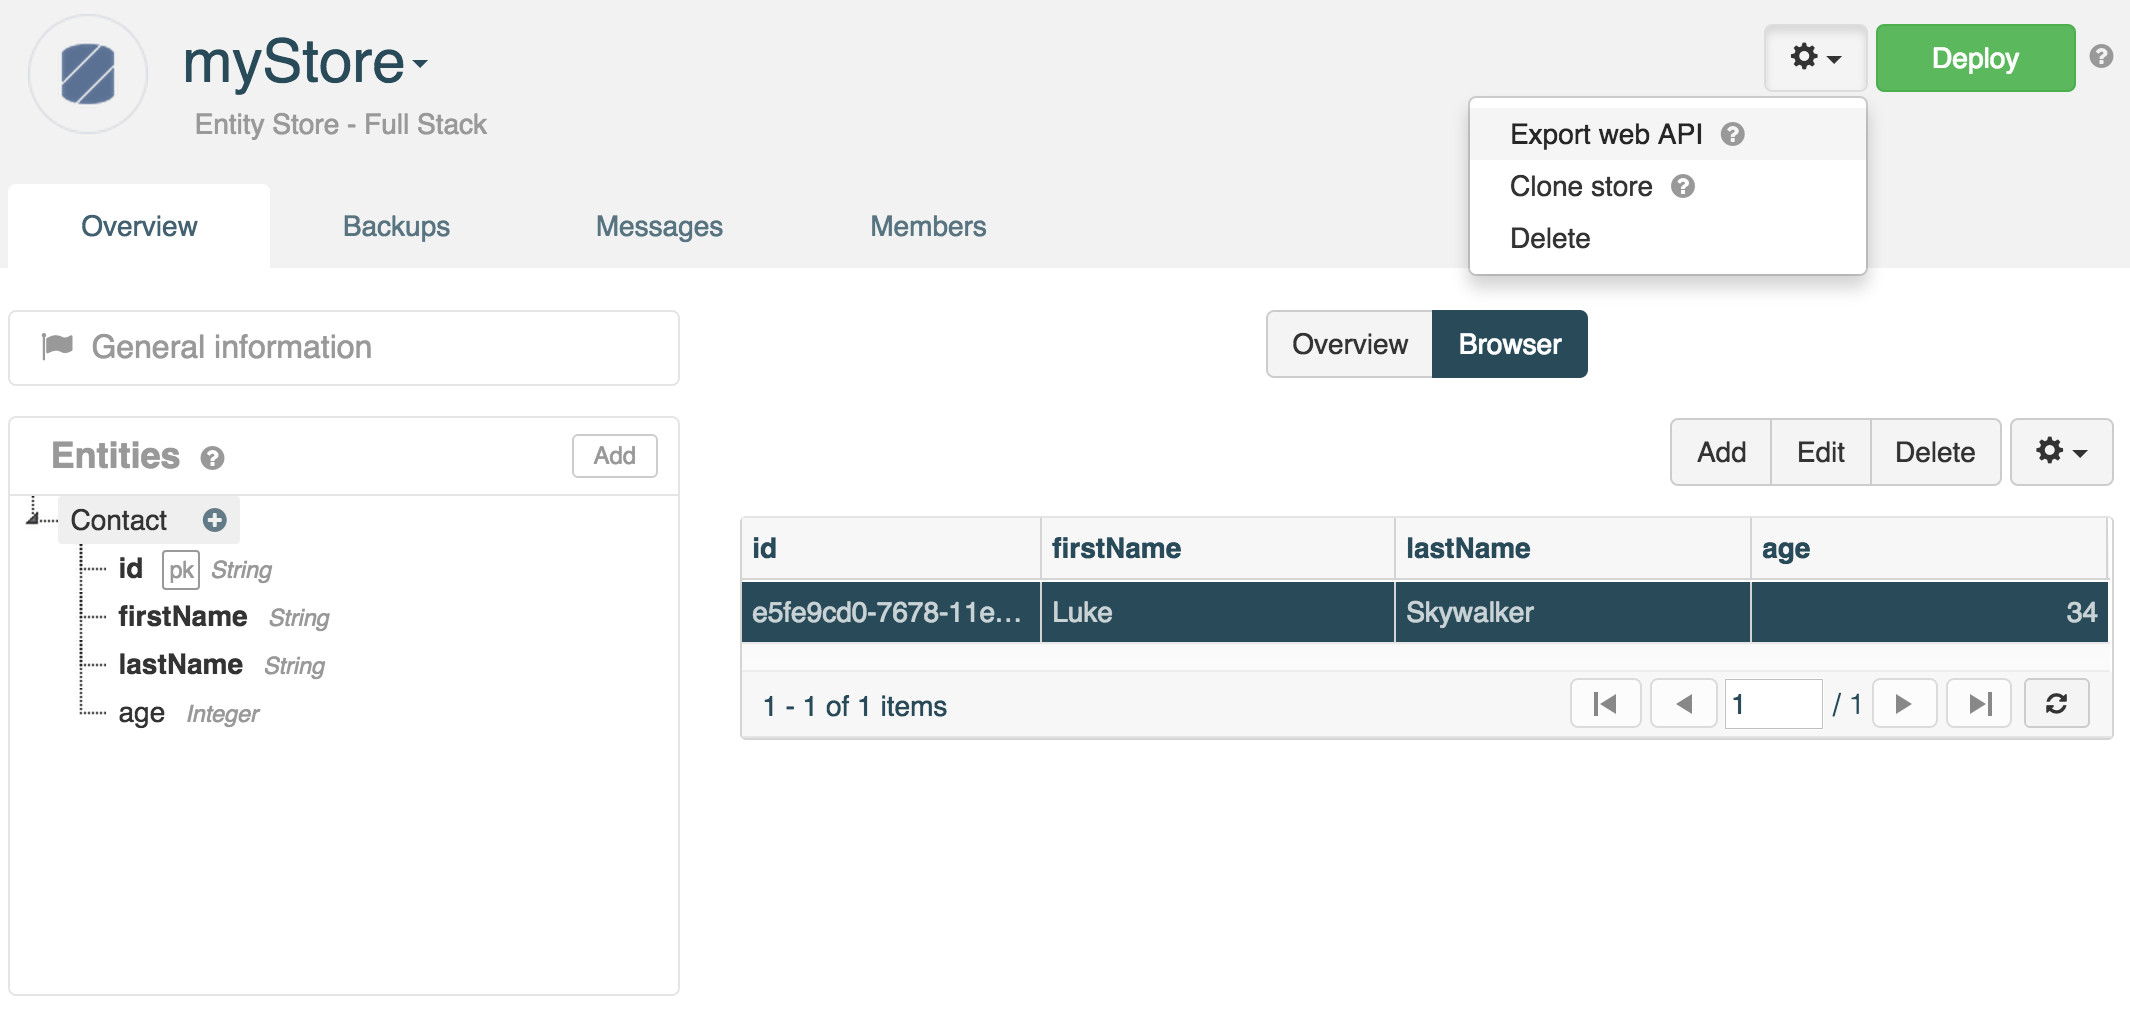 myStore
Entity Store - Full Stack
Deploy
Export web API
Clone store
Delete
Overview
Backups
Messages
Members
General information
Overview
Browser
Entities
Add
Contact
id pk String
firstName String
lastName String
age Integer
Add
Edit
Delete
id firstName lastName age
e5fe9cd0-7678-11e... Luke Skywalker 34
1 - 1 of 1 items
1 / 1